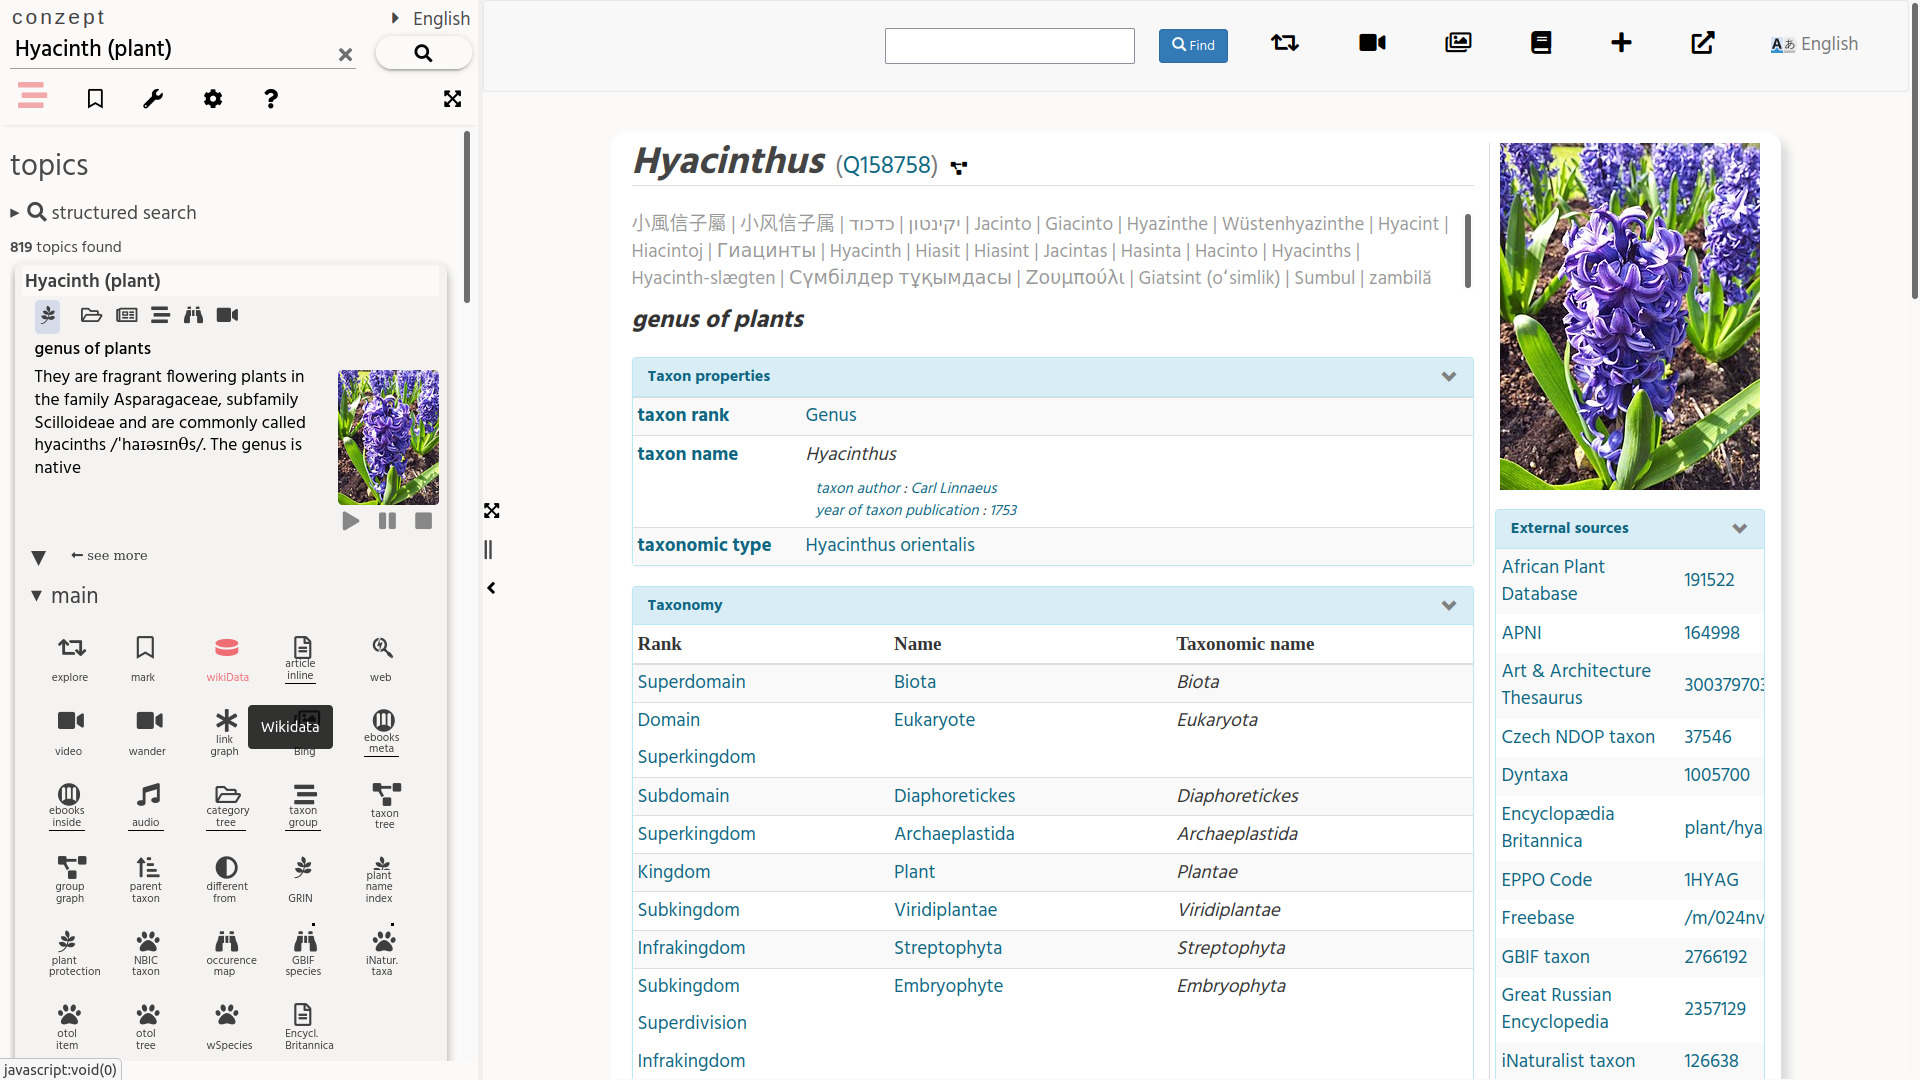 conzept
English
Hyacinth (plant)
topics
structured search
819 topics found
Hyacinth (plant)
genus of plants
They are fragrant flowering plants in
the family Asparagaceae, subfamily
Scilloideae and are commonly called
hyacinths /ˈhaɪəsɪnθs/. The genus is
native
← see more
main
explore
mark
wikiData
article
inline
web
video
wander
link
graph
Wikidata
Bing
ebooks
meta
ebooks
inside
audio
category
tree
taxon
group
taxon
tree
group
graph
parent
taxon
different
from
GRIN
plant
name
index
plant
protection
NBIC
taxon
occurence
map
GBIF
species
iNatur.
taxa
otol
item
otol
tree
wSpecies
Encycl.
Britannica
javascript:void(0)
Find
English
Hyacinthus (Q158758)
小風信子屬 | 小风信子属 | יקינטון | כדכוד | Jacinto | Giacinto | Hyazinthe | Wüstenhyazinthe | Hyacint |
Hiacintoj | Гиацинты | Hyacinth | Hiasit | Hiasint | Jacintas | Hasinta | Hacinto | Hyacinths |
Hyacinth-slægten | Сүмбілдер тұқымдасы | Ζουμπούλι | Giatsint (oʻsimlik) | Sumbul | zambilă
genus of plants
Taxon properties
taxon rank Genus
taxon name Hyacinthus
taxon author : Carl Linnaeus
year of taxon publication : 1753
taxonomic type Hyacinthus orientalis
Taxonomy
Rank Name Taxonomic name
Superdomain Biota Biota
Domain Eukaryote Eukaryota
Superkingdom
Subdomain Diaphoretickes Diaphoretickes
Superkingdom Archaeplastida Archaeplastida
Kingdom Plant Plantae
Subkingdom Viridiplantae Viridiplantae
Infrakingdom Streptophyta Streptophyta
Subkingdom Embryophyte Embryophyta
Superdivision
Infrakingdom
External sources
African Plant
Database 191522
APNI 164998
Art & Architecture
Thesaurus 300379703
Czech NDOP taxon 37546
Dyntaxa 1005700
Encyclopædia
Britannica plant/hya
EPPO Code 1HYAG
Freebase /m/024nv
GBIF taxon 2766192
Great Russian
Encyclopedia 2357129
iNaturalist taxon 126638